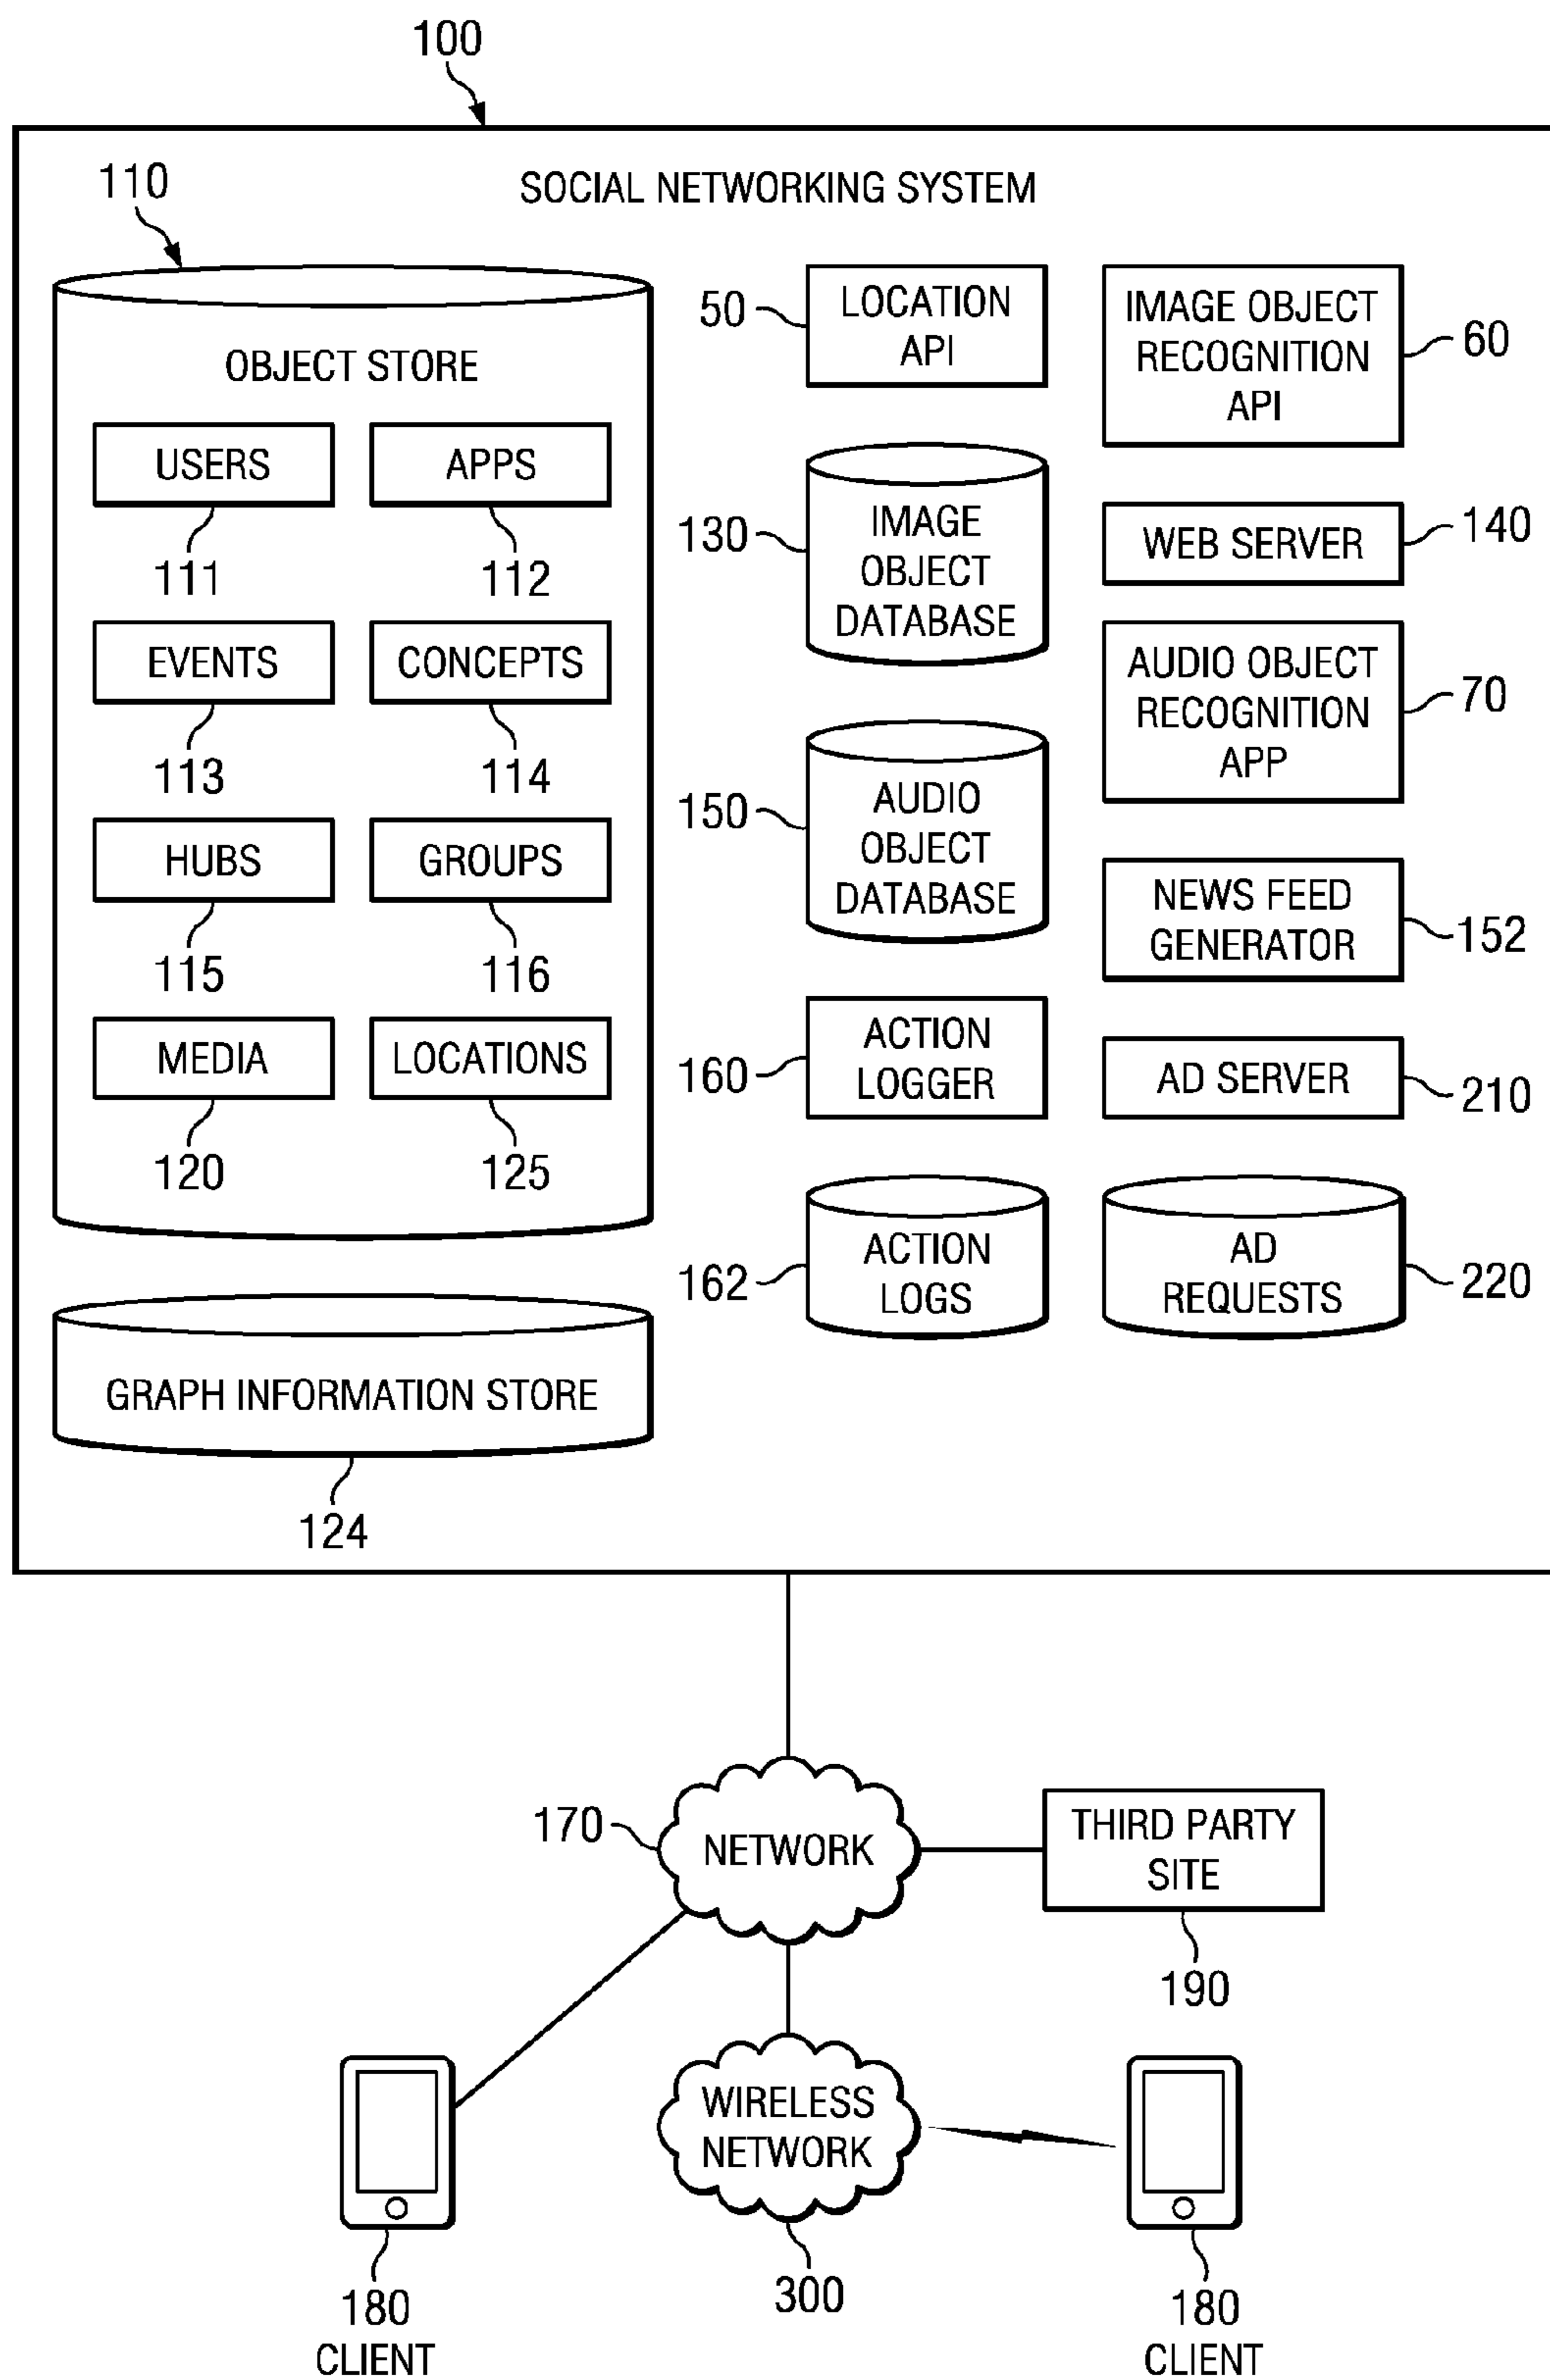 100
SOCIAL NETWORKING SYSTEM
110
OBJECT STORE
USERS
111
APPS
112
EVENTS
113
CONCEPTS
114
HUBS
115
GROUPS
116
MEDIA
120
LOCATIONS
125
GRAPH INFORMATION STORE
124
50
LOCATION
API
130
IMAGE
OBJECT
DATABASE
150
AUDIO
OBJECT
DATABASE
160
ACTION
LOGGER
162
ACTION
LOGS
IMAGE OBJECT
RECOGNITION
API
60
WEB SERVER
140
AUDIO OBJECT
RECOGNITION
APP
70
NEWS FEED
GENERATOR
152
AD SERVER
210
AD
REQUESTS
220
170
NETWORK
THIRD PARTY
SITE
190
WIRELESS
NETWORK
300
180
CLIENT
180
CLIENT